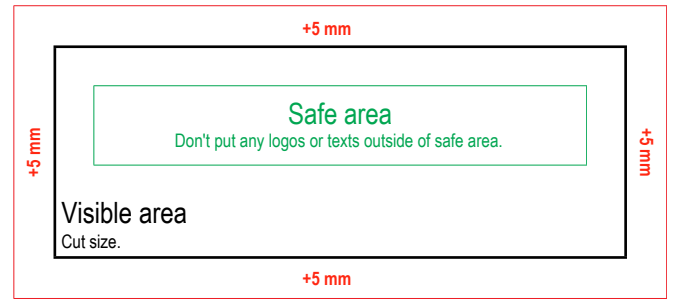 +5 mm
Safe area
Don't put any logos or texts outside of safe area.
+5 mm
+5 mm
Visible area
Cut size.
+5 mm